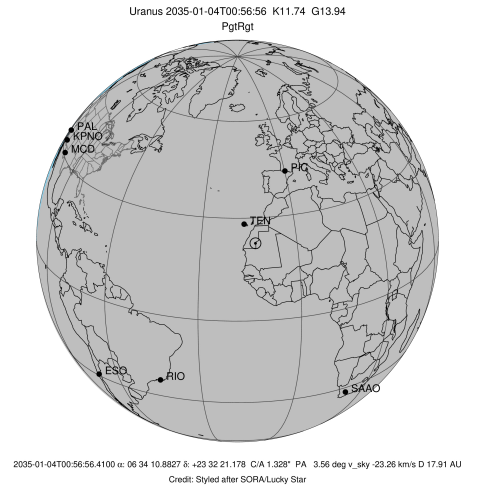 Uranus 2035-01-04T00:56:56 K11.74 G13.94
PgtRgt
PAL
KPNO
MCD
PIC
TEN
ESO
RIO
SAAO
2035-01-04T00:56:56.4100 α: 06 34 10.8827 δ: +23 32 21.178 C/A 1.328" PA 3.56 deg v_sky -23.26 km/s D 17.91 AU
Credit: Styled after SORA/Lucky Star